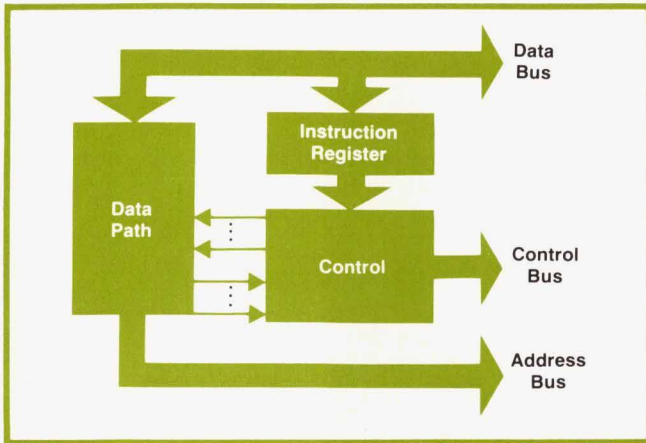 Data
Bus
Instruction
Register
Data
Path
Control
Control
Bus
Address
Bus